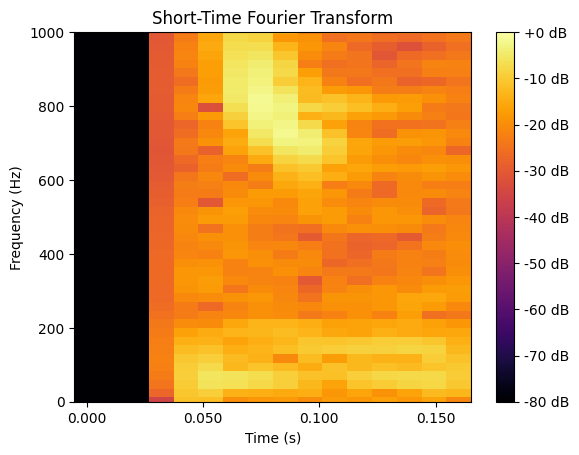 Short-Time Fourier Transform
1000
800
600
400
200
0
Frequency (Hz)
0.000
0.050
0.100
0.150
Time (s)
+0 dB
-10 dB
-20 dB
-30 dB
-40 dB
-50 dB
-60 dB
-70 dB
-80 dB